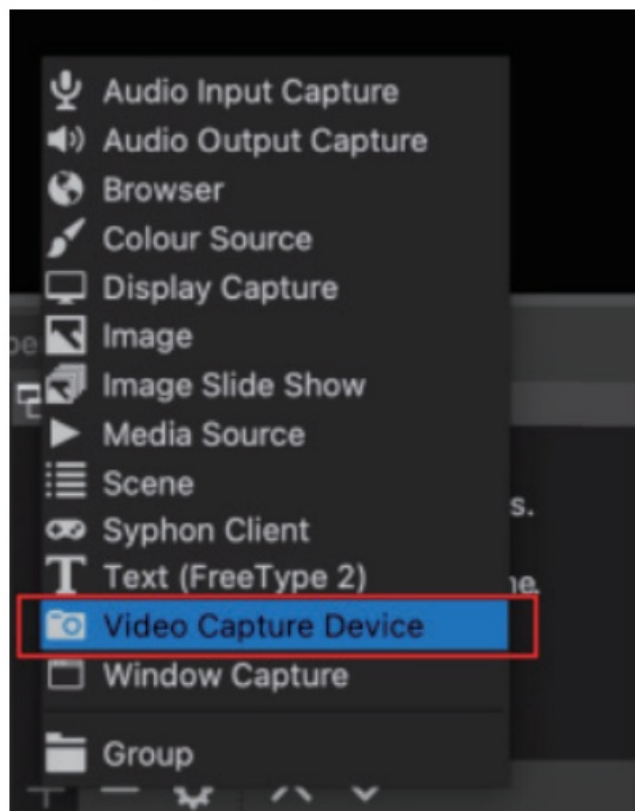 Audio Input Capture
Audio Output Capture
Browser
Colour Source
Display Capture
Image
Image Slide Show
Media Source
Scene
s.
Syphon Client
Text (FreeType 2)
Video Capture Device
Window Capture
Group